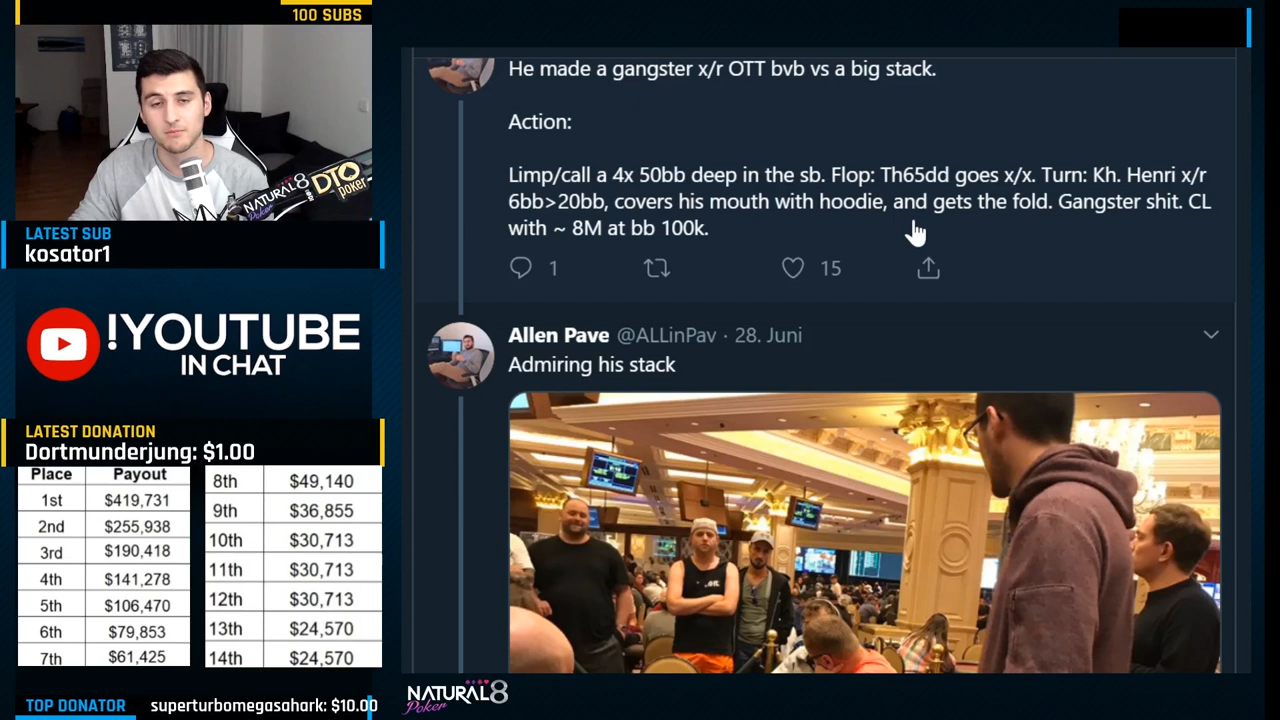 100 SUBS
NATURAL8
Poker
DTO
poker
LATEST SUB
kosator1
!YOUTUBE
IN CHAT
LATEST DONATION
Dortmunderjung: $1.00
Place Payout
1st $419,731
2nd $255,938
3rd $190,418
4th $141,278
5th $106,470
6th $79,853
7th $61,425
8th $49,140
9th $36,855
10th $30,713
11th $30,713
12th $30,713
13th $24,570
14th $24,570
TOP DONATOR superturbomegasahark: $10.00
He made a gangster x/r OTT bvb vs a big stack.
Action:
Limp/call a 4x 50bb deep in the sb. Flop: Th65dd goes x/x. Turn: Kh. Henri x/r
6bb>20bb, covers his mouth with hoodie, and gets the fold. Gangster shit. CL
with ~ 8M at bb 100k.
1 15
Allen Pave @ALLinPav · 28. Juni
Admiring his stack
NATURAL8
Poker